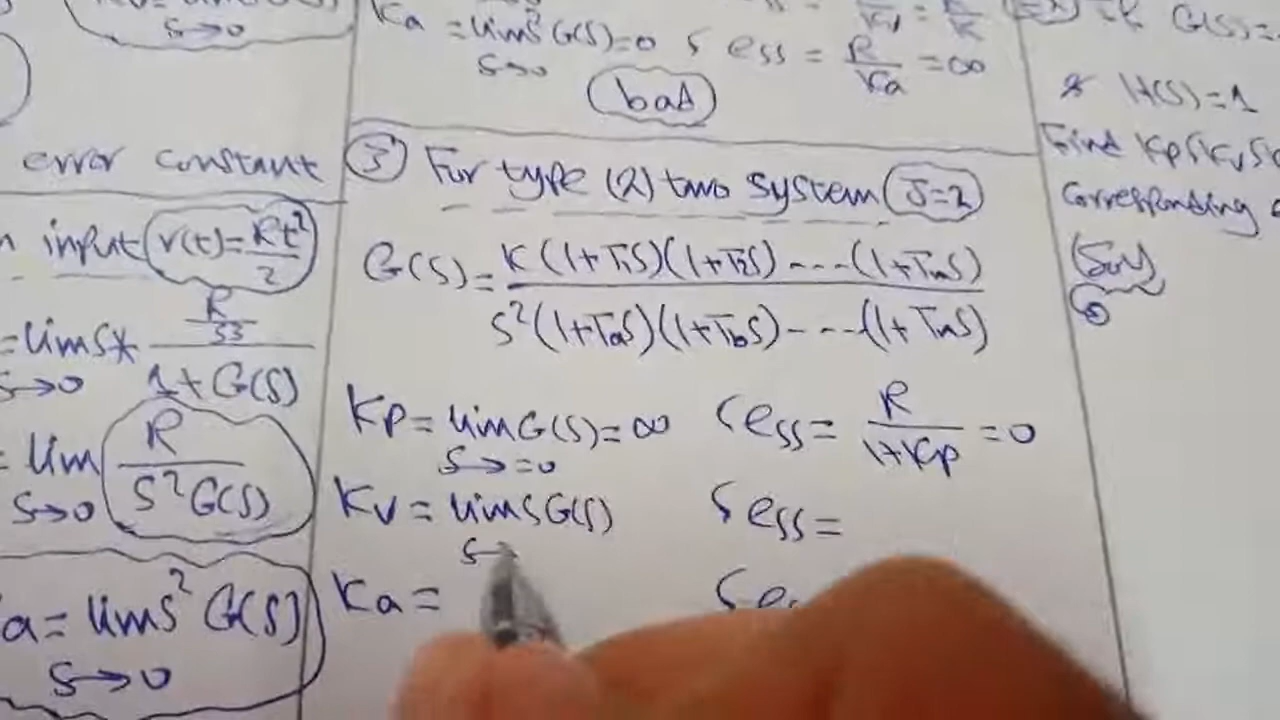 S→0
error constant
input r(t)=Rt²/2
=lim S* (R/S3)/(1+G(S))
S→0
=lim R/(S²G(S))
S→0
a=lim S² G(S)
S→0
Ka =lim S² G(S)=0 , ess = R/Ka =∞
S→0
bad
③ For type (2) two system J=2
G(S)= K(1+T1S)(1+T2S)----(1+TmS)
S²(1+TaS)(1+TbS)----(1+TnS)
Kp= lim G(S)=∞ , ess= R/(1+Kp) =0
S→=0
Kv= lim S G(S) , ess=
S→
Ka=
G(S)=
* H(S)=1
Find Kp, Kv,
Corresponding
(Sol)